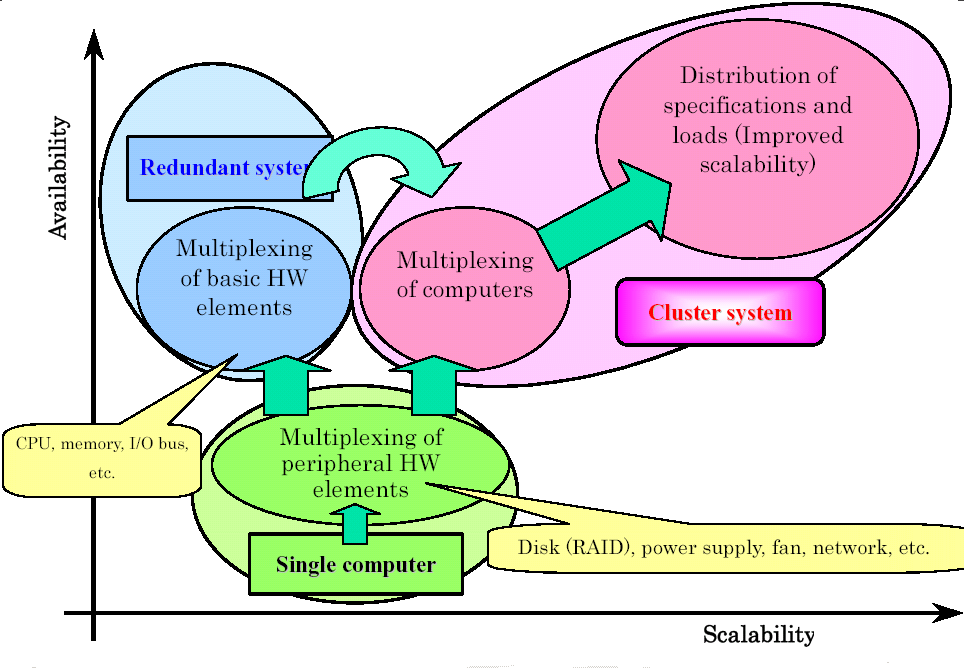 Availability
Distribution of
specifications and
loads (Improved
scalability)
Redundant system
Multiplexing
of basic HW
elements
Multiplexing
of computers
Cluster system
CPU, memory, I/O bus,
etc.
Multiplexing of
peripheral HW
elements
Disk (RAID), power supply, fan, network, etc.
Single computer
Scalability